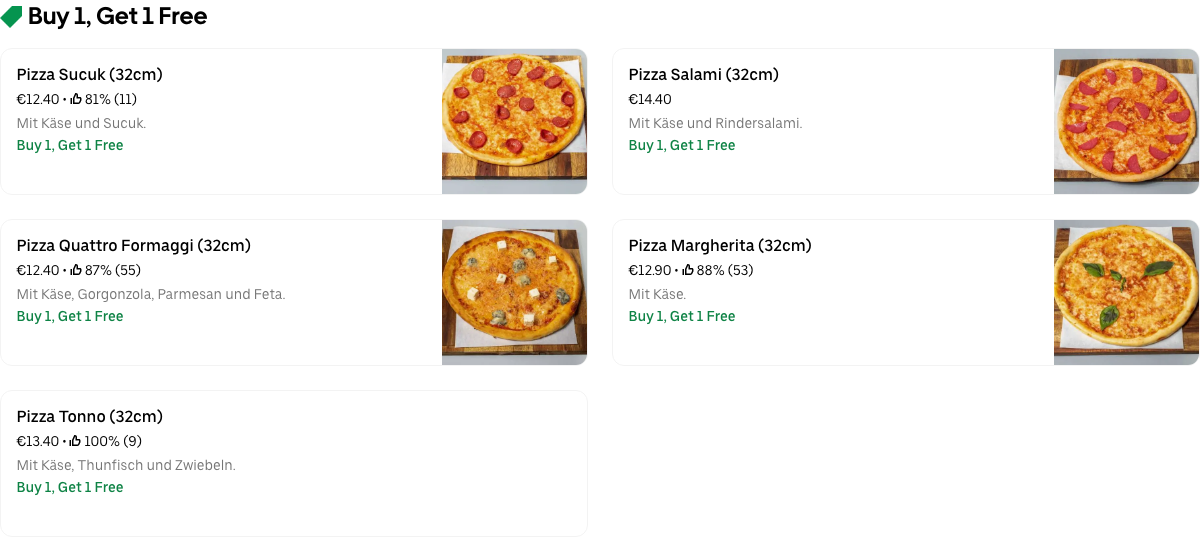 Buy 1, Get 1 Free
Pizza Sucuk (32cm)
€12.40 • 81% (11)
Mit Käse und Sucuk.
Buy 1, Get 1 Free
Pizza Salami (32cm)
€14.40
Mit Käse und Rindersalami.
Buy 1, Get 1 Free
Pizza Quattro Formaggi (32cm)
€12.40 • 87% (55)
Mit Käse, Gorgonzola, Parmesan und Feta.
Buy 1, Get 1 Free
Pizza Margherita (32cm)
€12.90 • 88% (53)
Mit Käse.
Buy 1, Get 1 Free
Pizza Tonno (32cm)
€13.40 • 100% (9)
Mit Käse, Thunfisch und Zwiebeln.
Buy 1, Get 1 Free